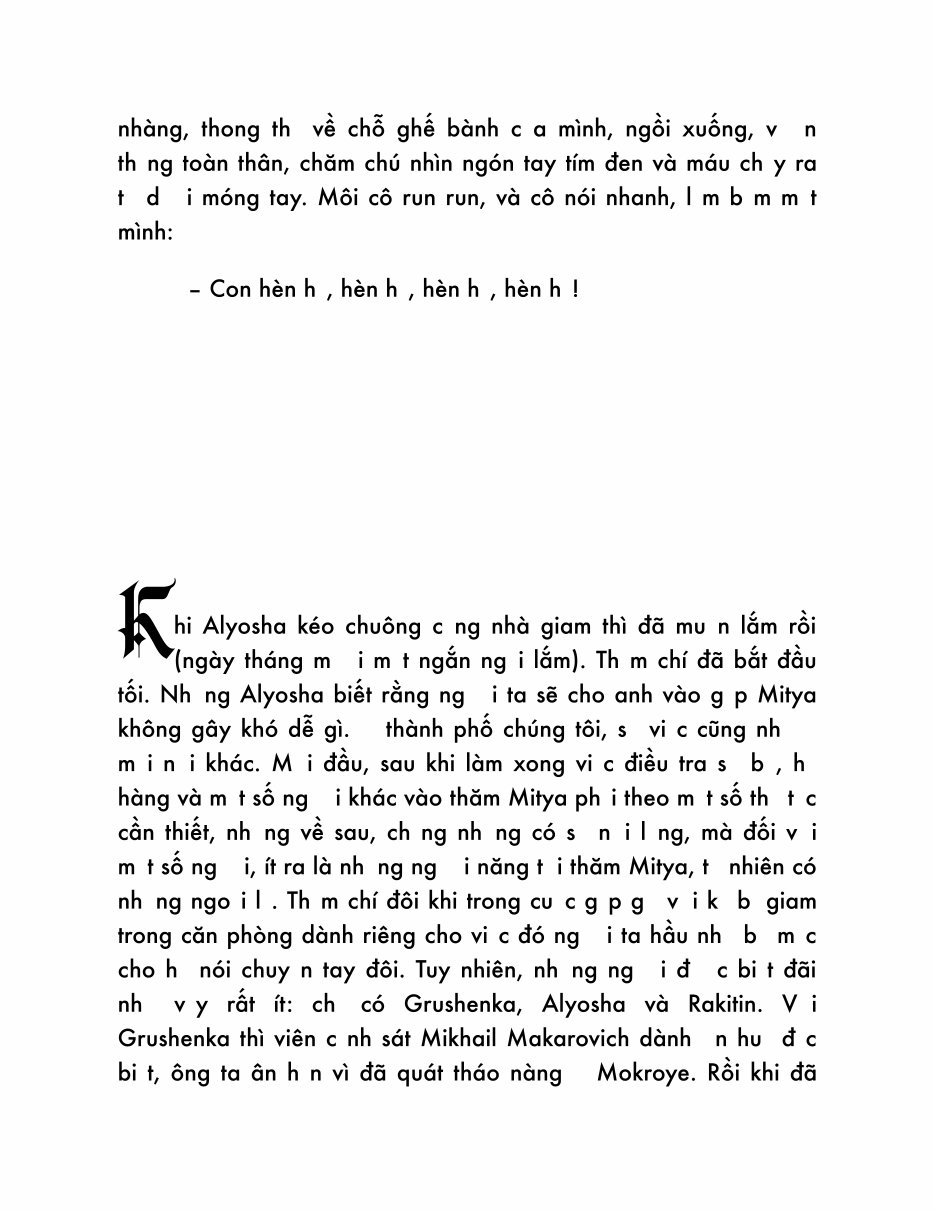 nhàng, thong th về chỗ ghế bành c a mình, ngồi xuống, v n
th ng toàn thân, chăm chú nhìn ngón tay tím đen và máu ch y ra
t d i móng tay. Môi cô run run, và cô nói nhanh, l m b m m t
mình:
– Con hèn h , hèn h , hèn h , hèn h !
Khi Alyosha kéo chuông c ng nhà giam thì đã mu n lắm rồi
(ngày tháng m i m t ngắn ng i lắm). Th m chí đã bắt đầu
tối. Nh ng Alyosha biết rằng ng i ta sẽ cho anh vào g p Mitya
không gây khó dễ gì. thành phố chúng tôi, s vi c cũng nh
m i n i khác. M i đầu, sau khi làm xong vi c điều tra s b , h
hàng và m t số ng i khác vào thăm Mitya ph i theo m t số th t c
cần thiết, nh ng về sau, ch ng nh ng có s n i l ng, mà đối v i
m t số ng i, ít ra là nh ng ng i năng t i thăm Mitya, t nhiên có
nh ng ngo i l . Th m chí đôi khi trong cu c g p g v i k b giam
trong căn phòng dành riêng cho vi c đó ng i ta hầu nh b m c
cho h nói chuy n tay đôi. Tuy nhiên, nh ng ng i đ c bi t đãi
nh v y rất ít: ch có Grushenka, Alyosha và Rakitin. V i
Grushenka thì viên c nh sát Mikhail Makarovich dành n hu đ c
bi t, ông ta ân h n vì đã quát tháo nàng Mokroye. Rồi khi đã